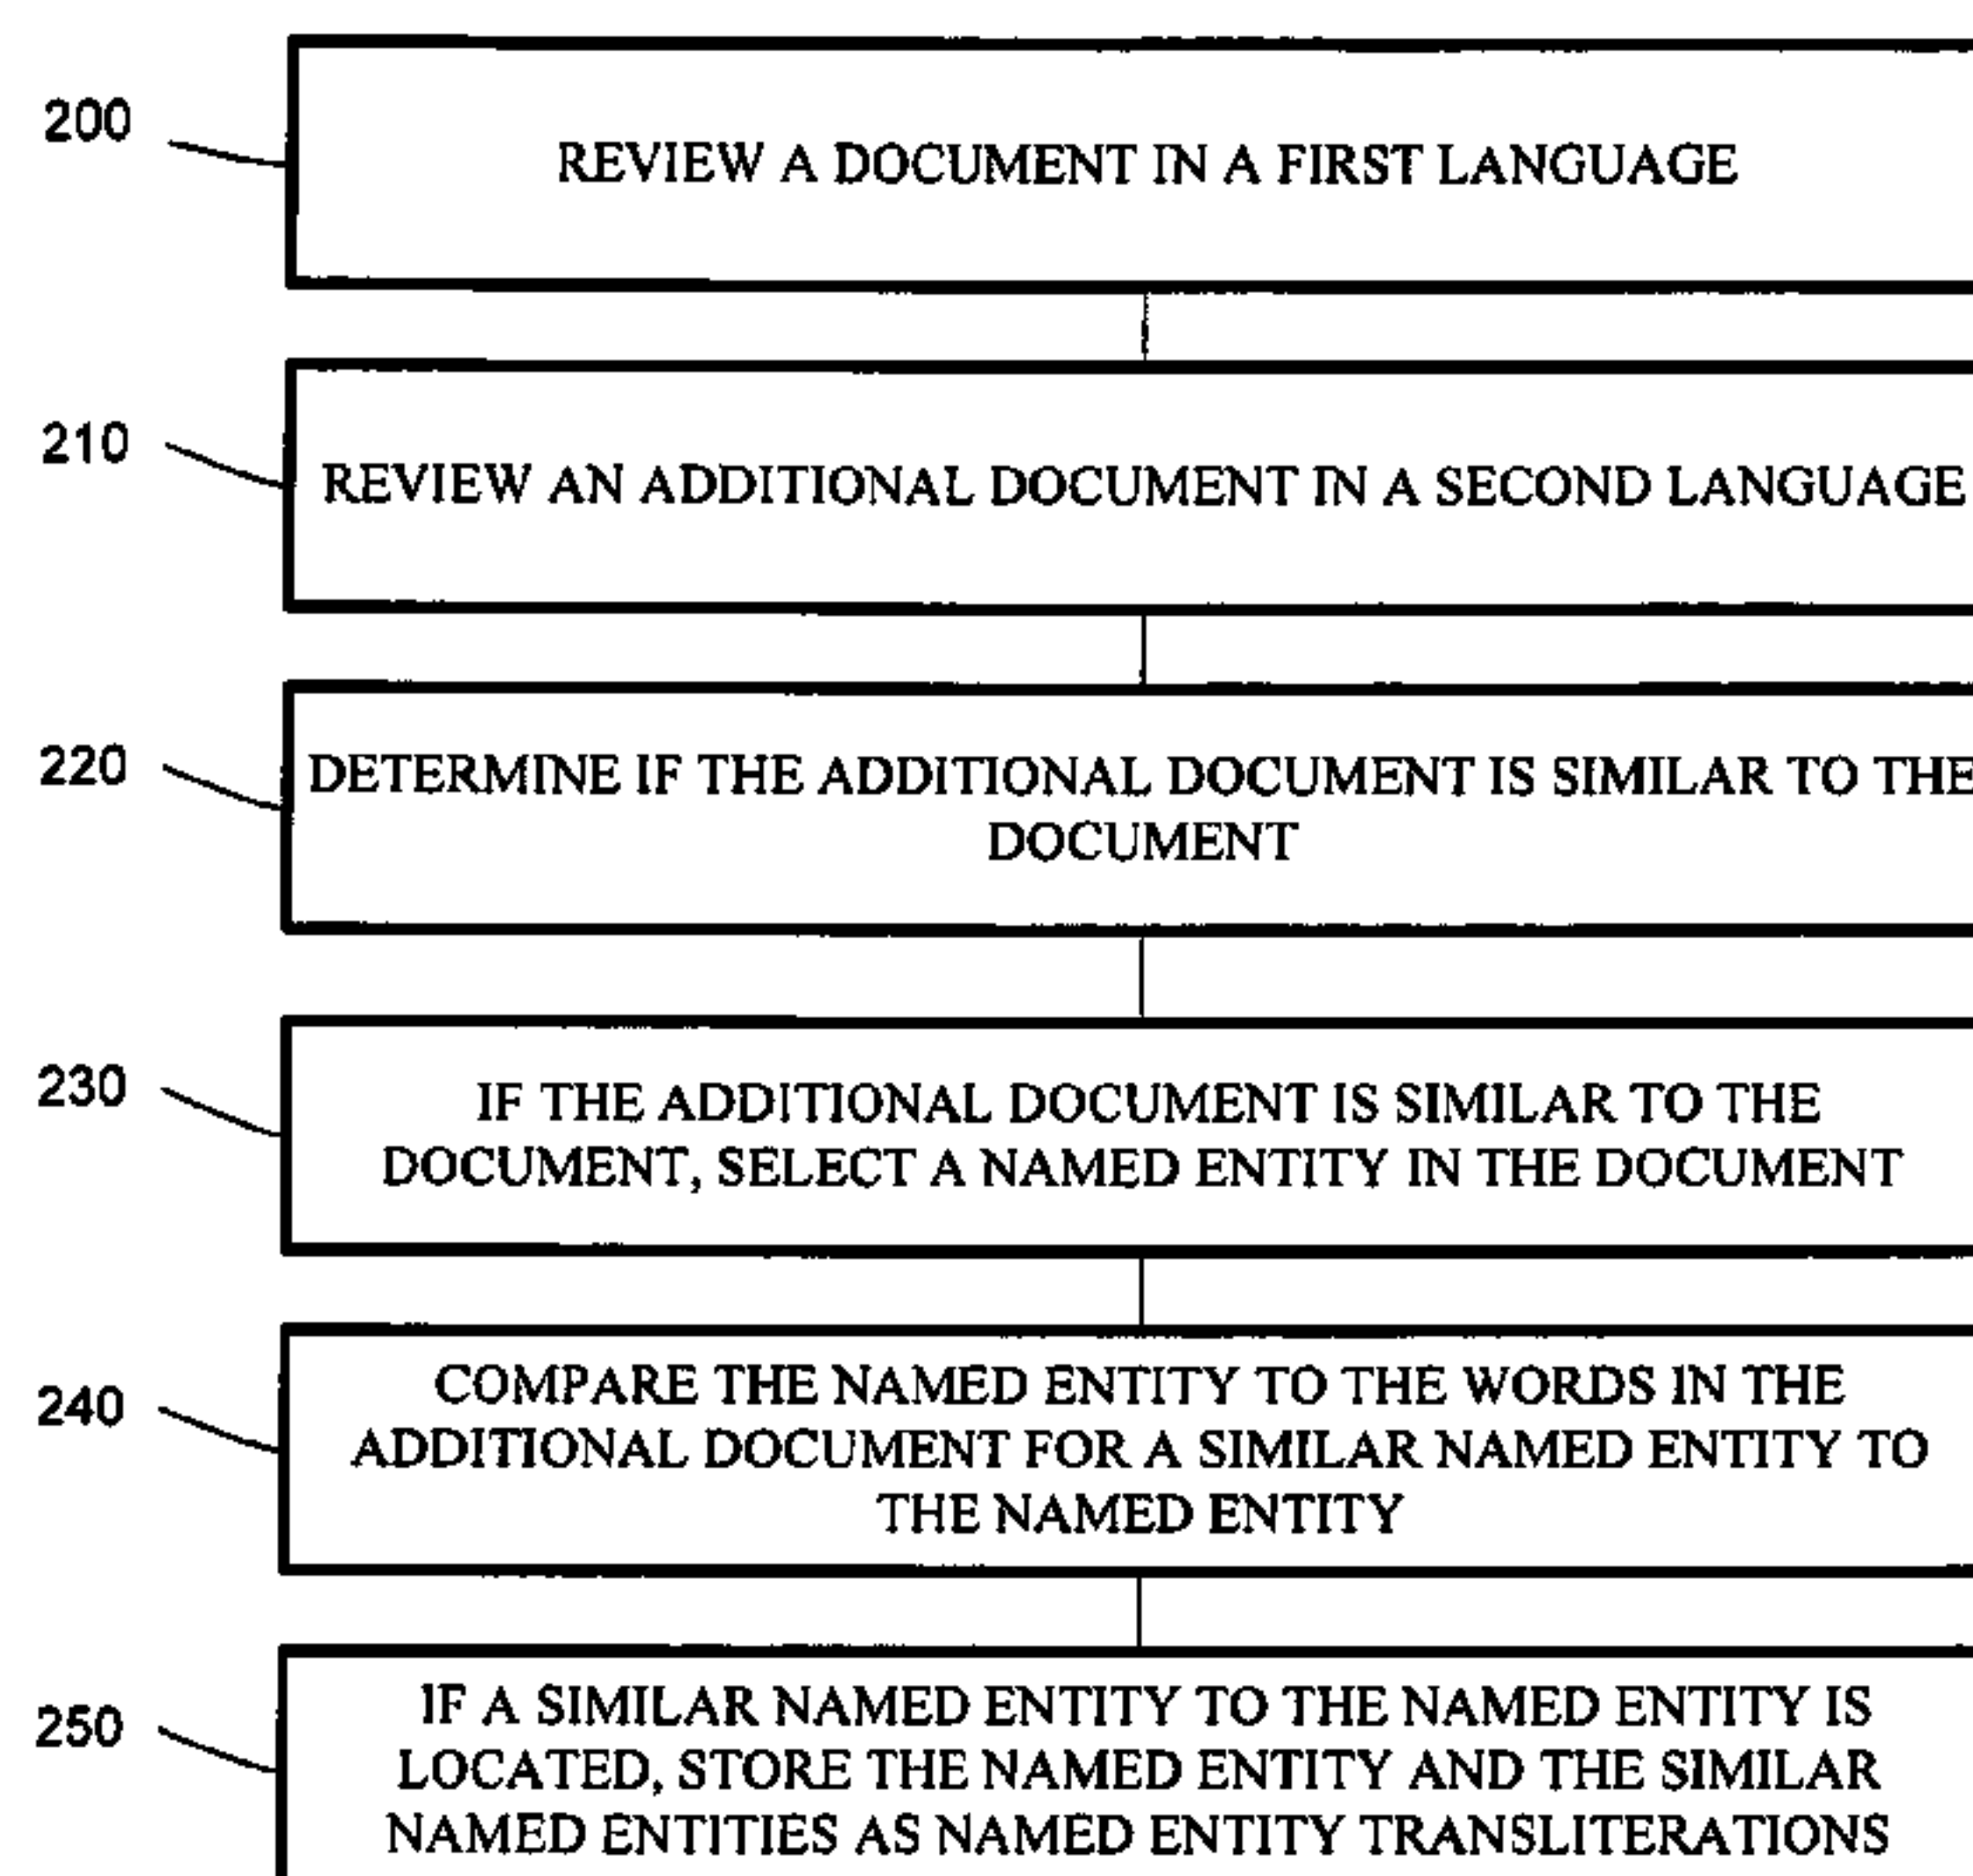 200
REVIEW A DOCUMENT IN A FIRST LANGUAGE
210
REVIEW AN ADDITIONAL DOCUMENT IN A SECOND LANGUAGE
220
DETERMINE IF THE ADDITIONAL DOCUMENT IS SIMILAR TO THE
DOCUMENT
230
IF THE ADDITIONAL DOCUMENT IS SIMILAR TO THE
DOCUMENT, SELECT A NAMED ENTITY IN THE DOCUMENT
240
COMPARE THE NAMED ENTITY TO THE WORDS IN THE
ADDITIONAL DOCUMENT FOR A SIMILAR NAMED ENTITY TO
THE NAMED ENTITY
250
IF A SIMILAR NAMED ENTITY TO THE NAMED ENTITY IS
LOCATED, STORE THE NAMED ENTITY AND THE SIMILAR
NAMED ENTITIES AS NAMED ENTITY TRANSLITERATIONS